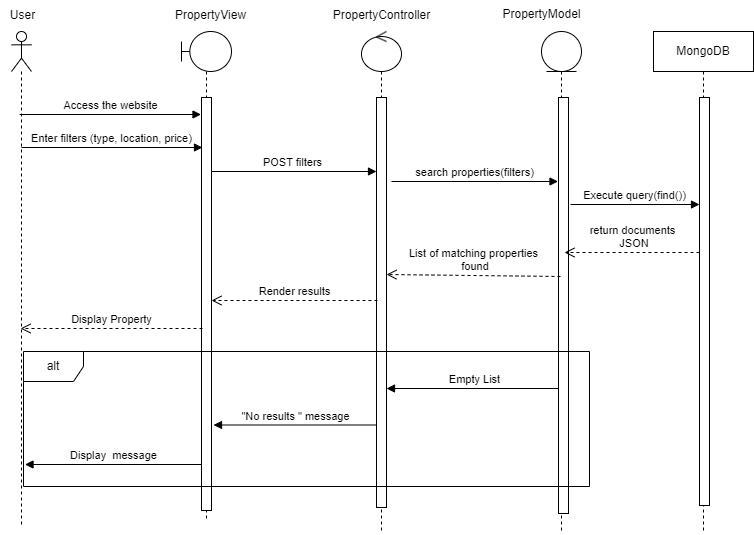 User
PropertyView
PropertyController
PropertyModel
MongoDB
Access the website
Enter filters (type, location, price)
POST filters
search properties(filters)
Execute query(find())
return documents
JSON
List of matching properties
found
Render results
Display Property
alt
Empty List
"No results " message
Display  message